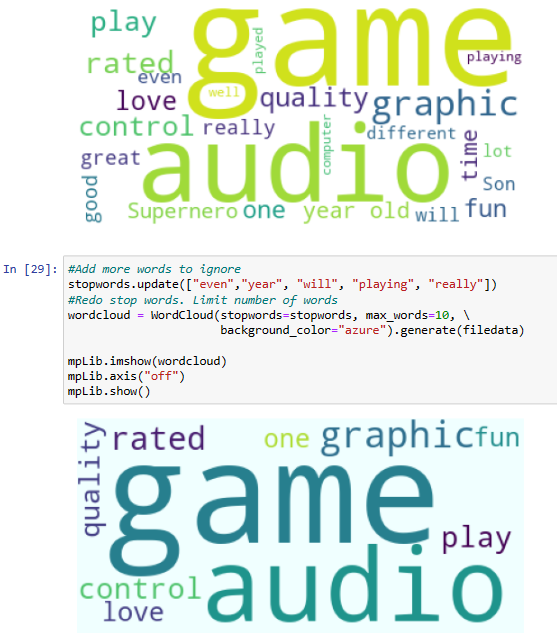 play
game
played
playing
rated
even
well
love
quality
graphic
control
really
different
audio
computer
great
time
lot
good
Son
Supernero
one
year old
will
fun
In [29]:
#Add more words to ignore
stopwords.update(["even","year", "will", "playing", "really"])
#Redo stop words. Limit number of words
wordcloud = WordCloud(stopwords=stopwords, max_words=10, \
background_color="azure").generate(filedata)
mpLib.imshow(wordcloud)
mpLib.axis("off")
mpLib.show()
quality
rated
one
graphic
fun
game
play
audio
control
love